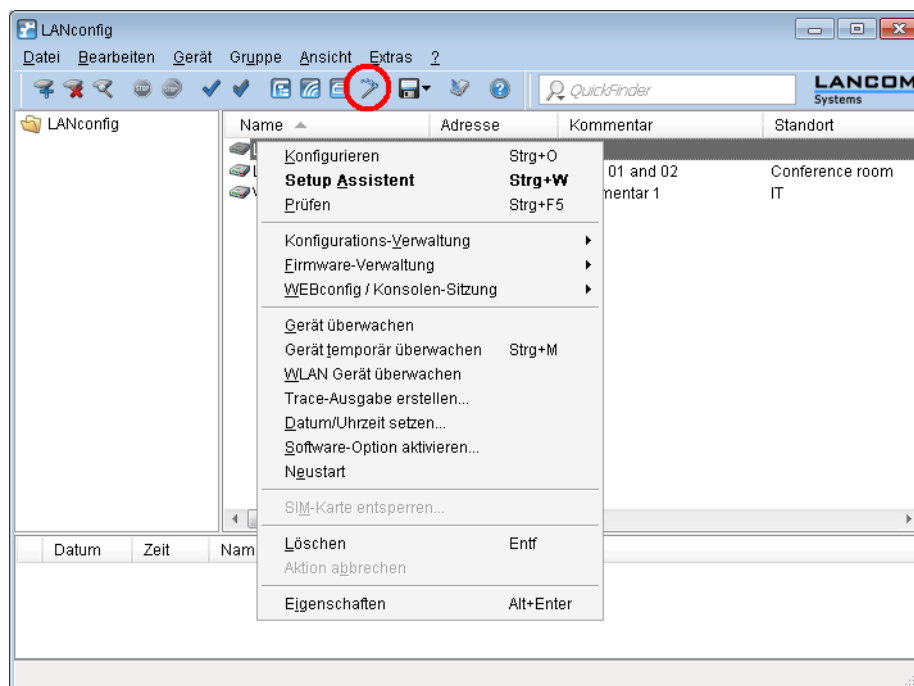 LANconfig
Datei Bearbeiten Gerät Gruppe Ansicht Extras ?
QuickFinder
LANCOM
Systems
LANconfig
Name Adresse Kommentar Standort
01 and 02 Conference room
mentar 1 IT
Konfigurieren Strg+O
Setup Assistent Strg+W
Prüfen Strg+F5
Konfigurations-Verwaltung
Firmware-Verwaltung
WEBconfig / Konsolen-Sitzung
Gerät überwachen
Gerät temporär überwachen Strg+M
WLAN Gerät überwachen
Trace-Ausgabe erstellen...
Datum/Uhrzeit setzen...
Software-Option aktivieren...
Neustart
SIM-Karte entsperren...
Löschen Entf
Aktion abbrechen
Eigenschaften Alt+Enter
Datum Zeit Nam